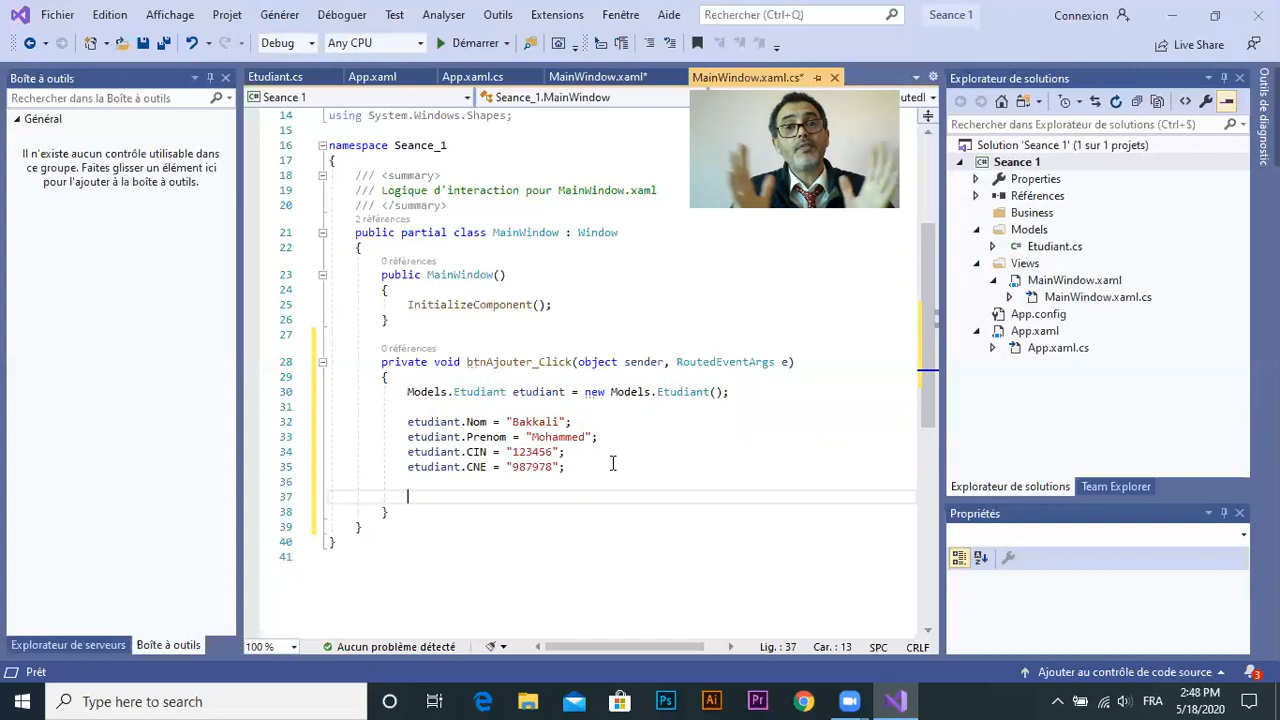 Fichier Edition Affichage Projet Générer Déboguer Test Analyser Outils Extensions Fenêtre Aide Rechercher (Ctrl+Q) Seance 1 Connexion
Debug Any CPU Démarrer Live Share
Boîte à outils
Rechercher dans la Boîte à outils
Général
Il n'existe aucun contrôle utilisable dans
ce groupe. Faites glisser un élément ici
pour l'ajouter à la boîte à outils.
Explorateur de serveurs Boîte à outils
Etudiant.cs App.xaml App.xaml.cs MainWindow.xaml* MainWindow.xaml.cs*
Seance 1 Seance_1.MainWindow
14 using System.Windows.Shapes;
15
16 namespace Seance_1
17 {
18 /// <summary>
19 /// Logique d'interaction pour MainWindow.xaml
20 /// </summary>
2 références
21 public partial class MainWindow : Window
22 {
0 références
23 public MainWindow()
24 {
25 InitializeComponent();
26 }
27
0 références
28 private void btnAjouter_Click(object sender, RoutedEventArgs e)
29 {
30 Models.Etudiant etudiant = new Models.Etudiant();
31
32 etudiant.Nom = "Bakkali";
33 etudiant.Prenom = "Mohammed";
34 etudiant.CIN = "123456";
35 etudiant.CNE = "987978";
36
37
38 }
39 }
40 }
41
100 % Aucun problème détecté Lig. : 37 Car. : 13 SPC CRLF
Explorateur de solutions
Rechercher dans Explorateur de solutions (Ctrl+$)
Solution 'Seance 1' (1 sur 1 projets)
Seance 1
Properties
Références
Business
Models
Etudiant.cs
Views
MainWindow.xaml
MainWindow.xaml.cs
App.config
App.xaml
App.xaml.cs
Explorateur de solutions Team Explorer
Propriétés
Outils de diagnostic
Prêt Ajouter au contrôle de code source 3
Type here to search
Ps Ai Pr
FRA
2:48 PM
5/18/2020